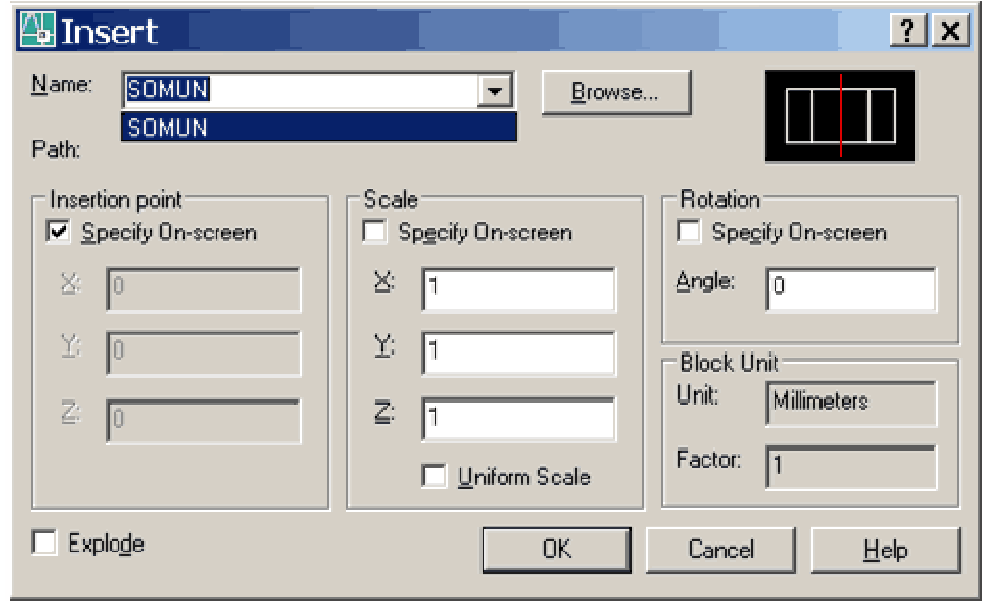 Insert
Name: SOMUN Browse...
SOMUN
Path:
Insertion point Scale Rotation
Specify On-screen Specify On-screen Specify On-screen
X: 0 X: 1 Angle: 0
Y: 0 Y: 1
Block Unit
Z: 0 Z: 1 Unit: Millimeters
Uniform Scale Factor: 1
Explode OK Cancel Help